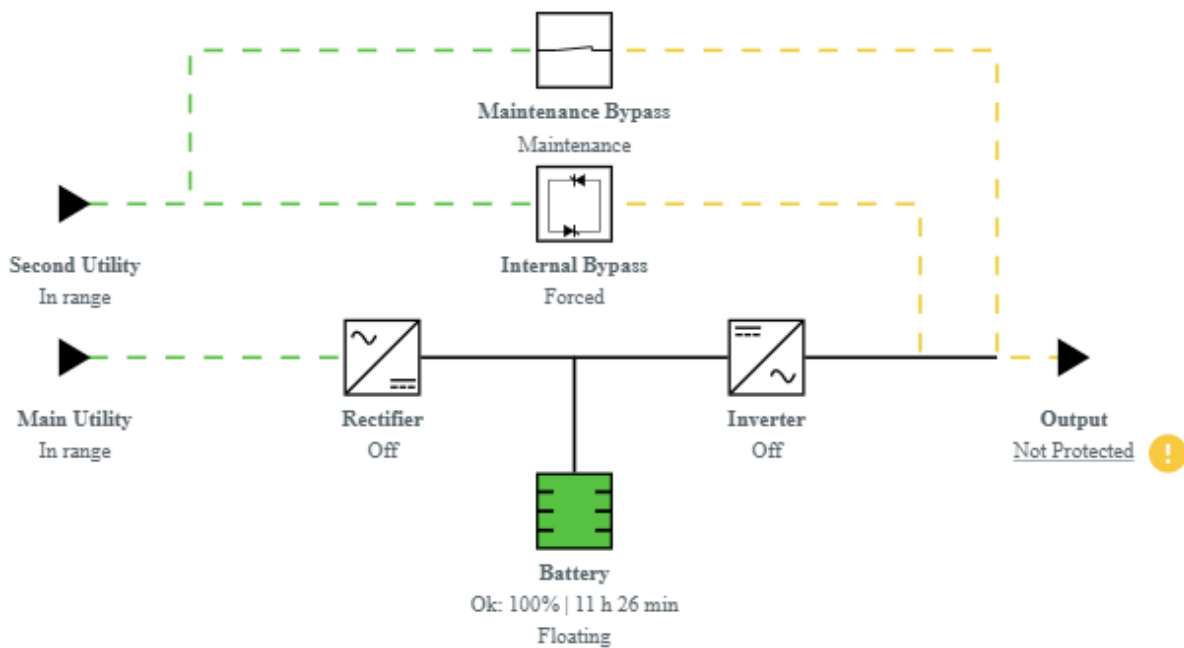 Maintenance Bypass
Maintenance
Second Utility
In range
Internal Bypass
Forced
Main Utility
In range
Rectifier
Off
Inverter
Off
Output
Not Protected
!
Battery
Ok: 100% | 11 h 26 min
Floating